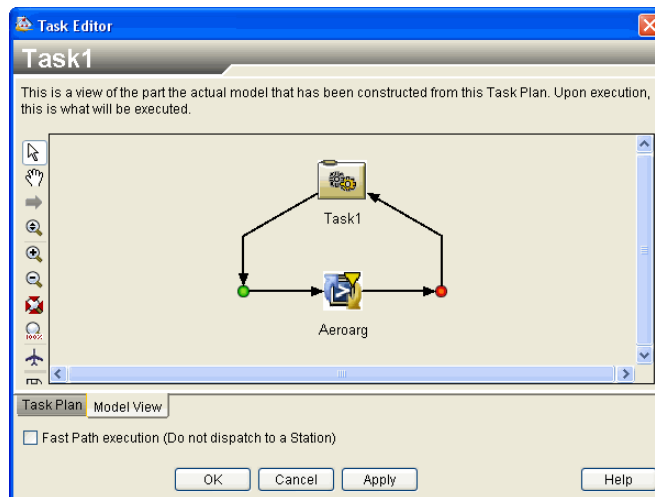 Task Editor
Task1
This is a view of the part the actual model that has been constructed from this Task Plan. Upon execution,
this is what will be executed.
Task1
Aeroarg
100%
Task Plan Model View
Fast Path execution (Do not dispatch to a Station)
OK Cancel Apply Help